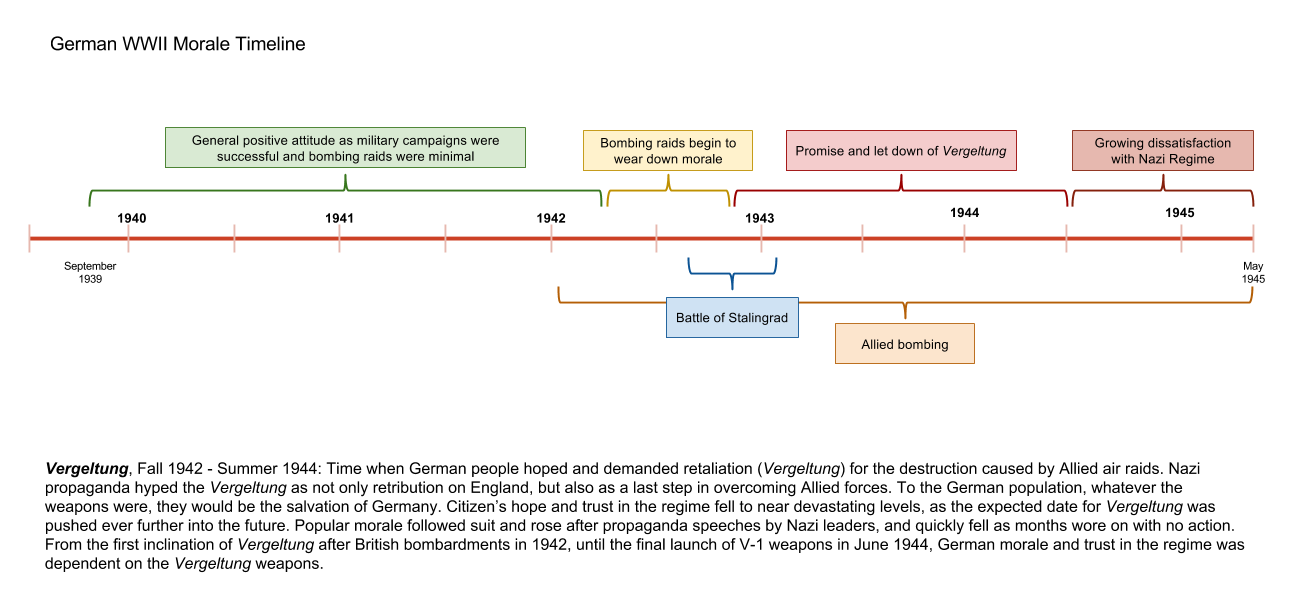 German WWII Morale Timeline
General positive attitude as military campaigns were
successful and bombing raids were minimal
Bombing raids begin to
wear down morale
Promise and let down of Vergeltung
Growing dissatisfaction
with Nazi Regime
1940
1941
1942
1943
1944
1945
September
1939
May
1945
Battle of Stalingrad
Allied bombing
Vergeltung, Fall 1942 - Summer 1944: Time when German people hoped and demanded retaliation (Vergeltung) for the destruction caused by Allied air raids. Nazi
propaganda hyped the Vergeltung as not only retribution on England, but also as a last step in overcoming Allied forces. To the German population, whatever the
weapons were, they would be the salvation of Germany. Citizen's hope and trust in the regime fell to near devastating levels, as the expected date for Vergeltung was
pushed ever further into the future. Popular morale followed suit and rose after propaganda speeches by Nazi leaders, and quickly fell as months wore on with no action.
From the first inclination of Vergeltung after British bombardments in 1942, until the final launch of V-1 weapons in June 1944, German morale and trust in the regime was
dependent on the Vergeltung weapons.